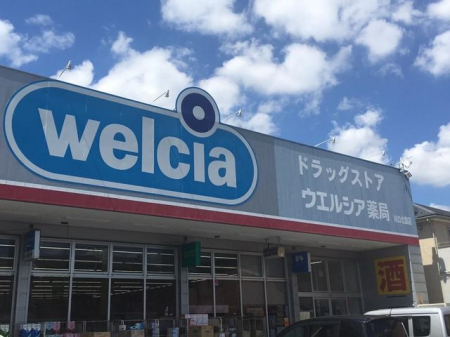 welcia
ドラッグストア
ウエルシア薬局
酒